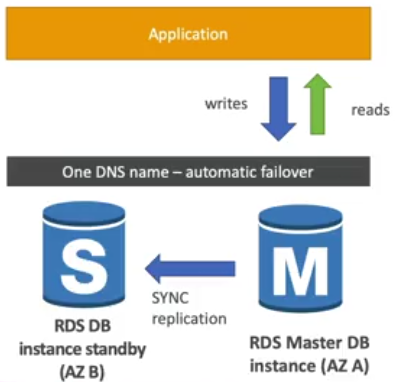 Application
writes
reads
One DNS name – automatic failover
S
M
SYNC
replication
RDS DB
instance standby
(AZ B)
RDS Master DB
instance (AZ A)